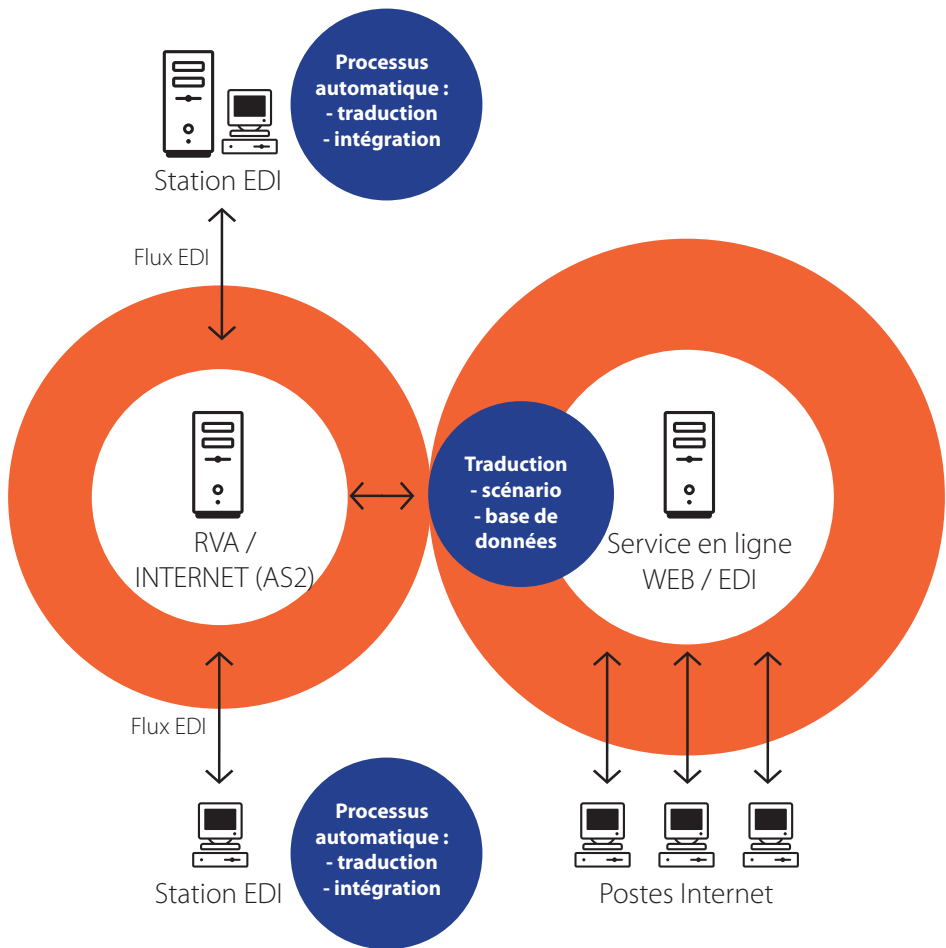 Processus
automatique :
- traduction
- intégration
Station EDI
Flux EDI
RVA /
INTERNET (AS2)
Traduction
- scénario
- base de
données
Service en ligne
WEB / EDI
Flux EDI
Station EDI
Processus
automatique :
- traduction
- intégration
Postes Internet